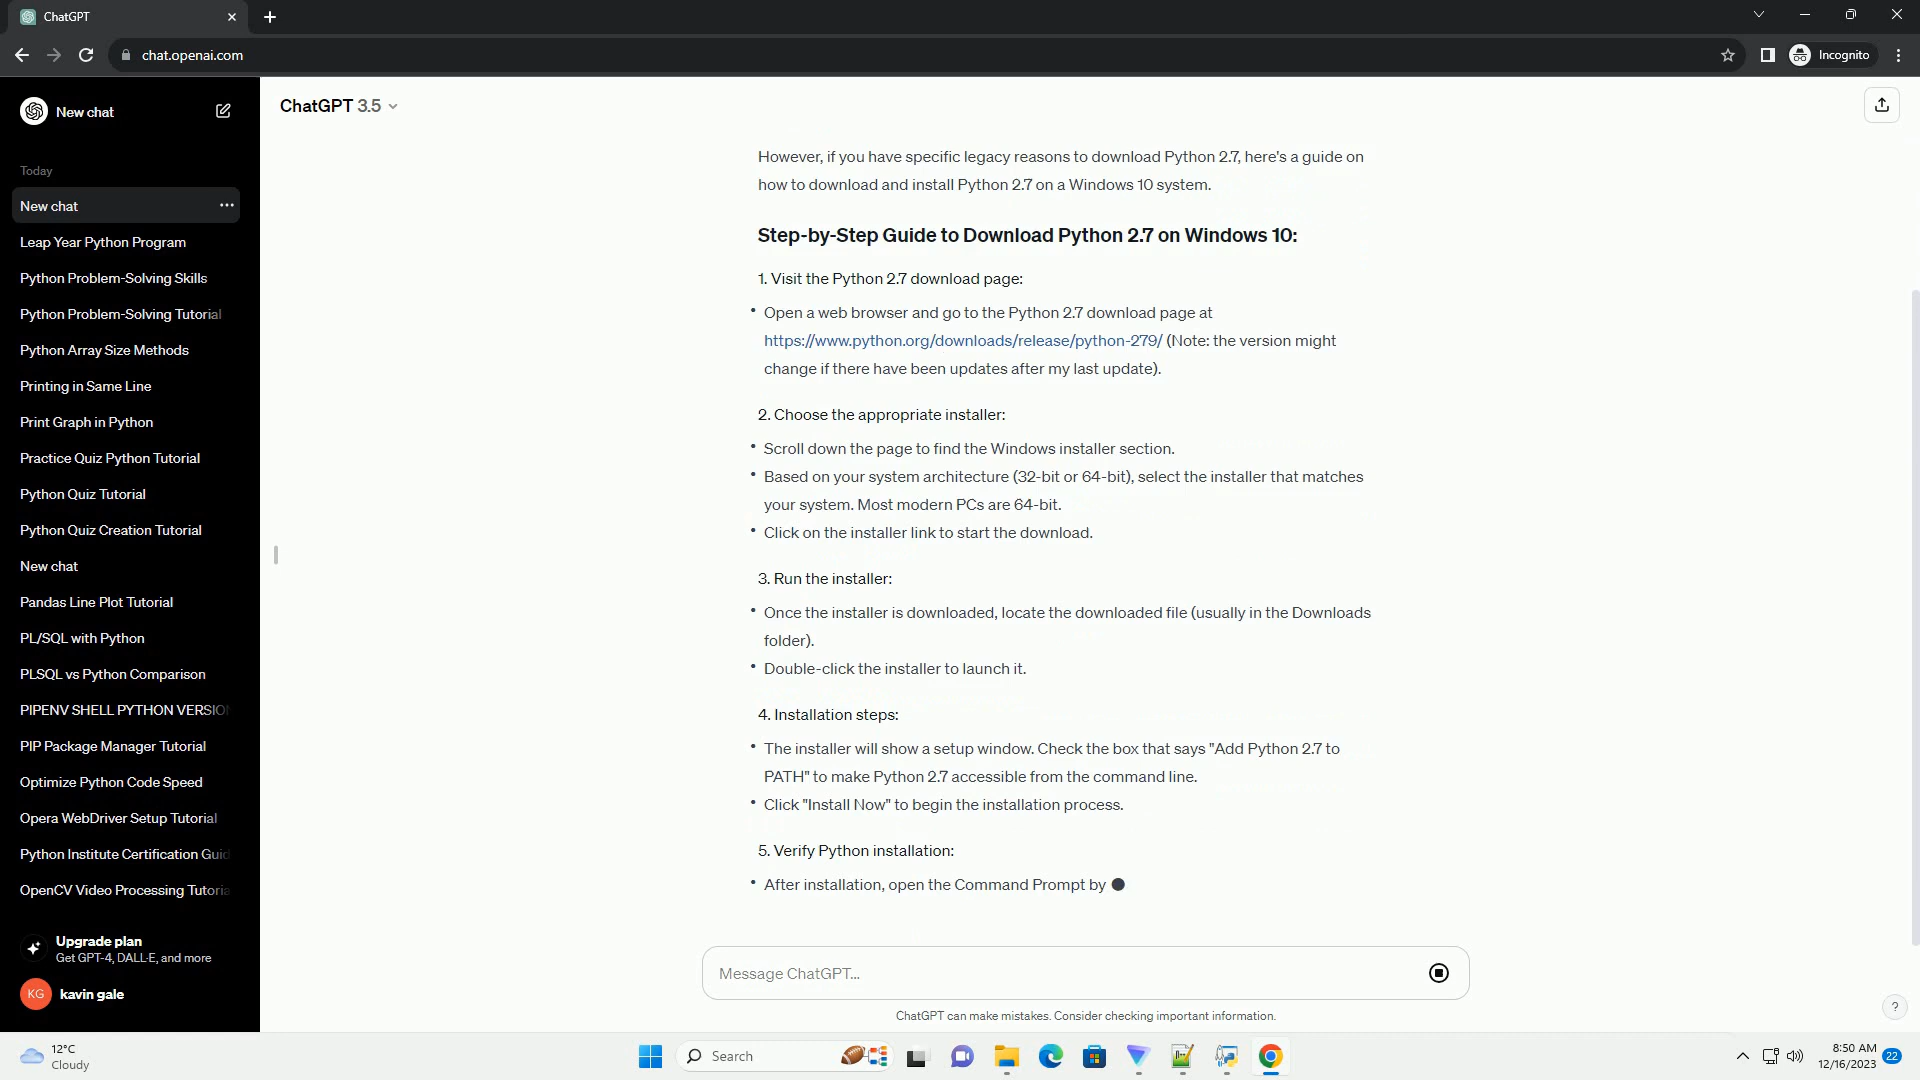 ChatGPT
chat.openai.com
Incognito
New chat
Today
New chat
Leap Year Python Program
Python Problem-Solving Skills
Python Problem-Solving Tutorial
Python Array Size Methods
Printing in Same Line
Print Graph in Python
Practice Quiz Python Tutorial
Python Quiz Tutorial
Python Quiz Creation Tutorial
New chat
Pandas Line Plot Tutorial
PL/SQL with Python
PLSQL vs Python Comparison
PIPENV SHELL PYTHON VERSION
PIP Package Manager Tutorial
Optimize Python Code Speed
Opera WebDriver Setup Tutorial
Python Institute Certification Guid
OpenCV Video Processing Tutoria
Upgrade plan
Get GPT-4, DALL·E, and more
KG kavin gale
ChatGPT 3.5
However, if you have specific legacy reasons to download Python 2.7, here's a guide on
how to download and install Python 2.7 on a Windows 10 system.
Step-by-Step Guide to Download Python 2.7 on Windows 10:
1. Visit the Python 2.7 download page:
• Open a web browser and go to the Python 2.7 download page at
https://www.python.org/downloads/release/python-279/ (Note: the version might
change if there have been updates after my last update).
2. Choose the appropriate installer:
• Scroll down the page to find the Windows installer section.
• Based on your system architecture (32-bit or 64-bit), select the installer that matches
your system. Most modern PCs are 64-bit.
• Click on the installer link to start the download.
3. Run the installer:
• Once the installer is downloaded, locate the downloaded file (usually in the Downloads
folder).
• Double-click the installer to launch it.
4. Installation steps:
• The installer will show a setup window. Check the box that says "Add Python 2.7 to
PATH" to make Python 2.7 accessible from the command line.
• Click "Install Now" to begin the installation process.
5. Verify Python installation:
• After installation, open the Command Prompt by
Message ChatGPT...
ChatGPT can make mistakes. Consider checking important information.
?
12°C
Cloudy
Search
8:50 AM
12/16/2023
22